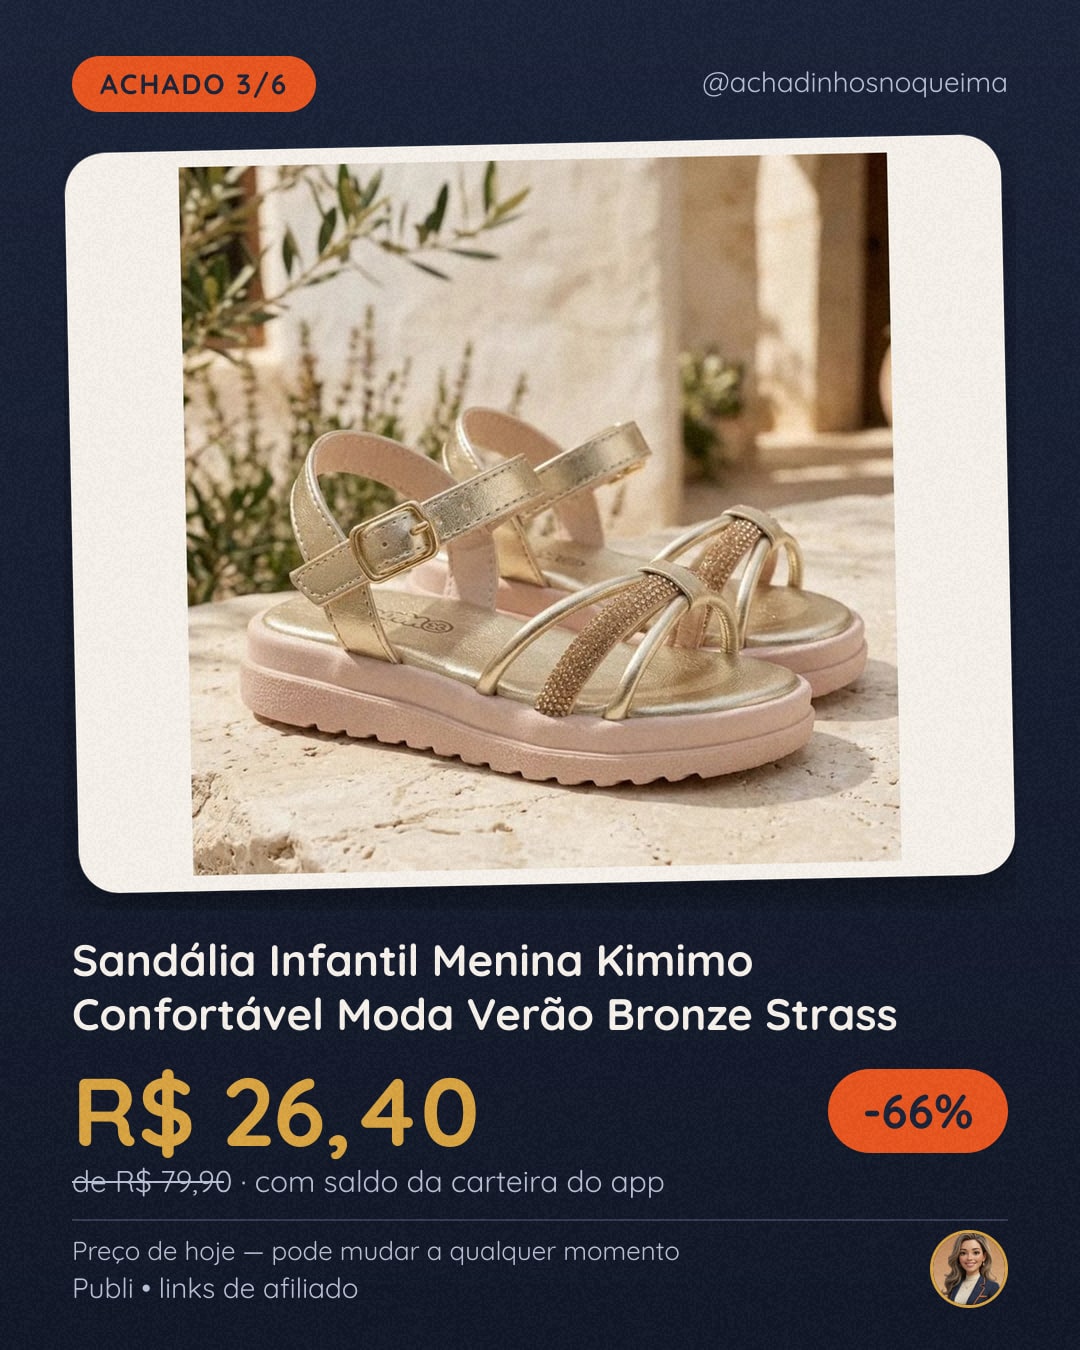 ACHADO 3/6
@achadinhosnoqueima
Sandália Infantil Menina Kimimo
Confortável Moda Verão Bronze Strass
R$ 26,40
-66%
de R$ 79,90 · com saldo da carteira do app
Preço de hoje — pode mudar a qualquer momento
Publi • links de afiliado